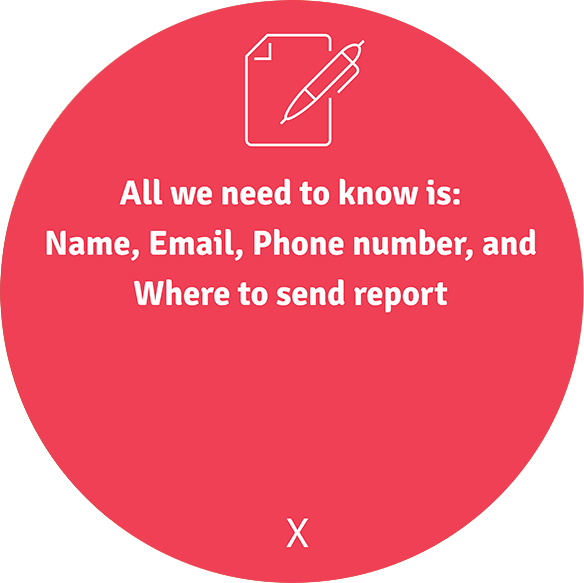 All we need to know is:
Name, Email, Phone number, and
Where to send report
X